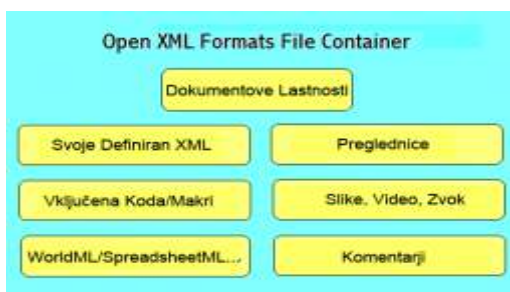 Open XML Formats File Container
Dokumentove Lastnosti
Svoje Definiran XML
Preglednice
Vključena Koda/Makri
Slike, Video, Zvok
WorldML/SpreadsheetML...
Komentarji